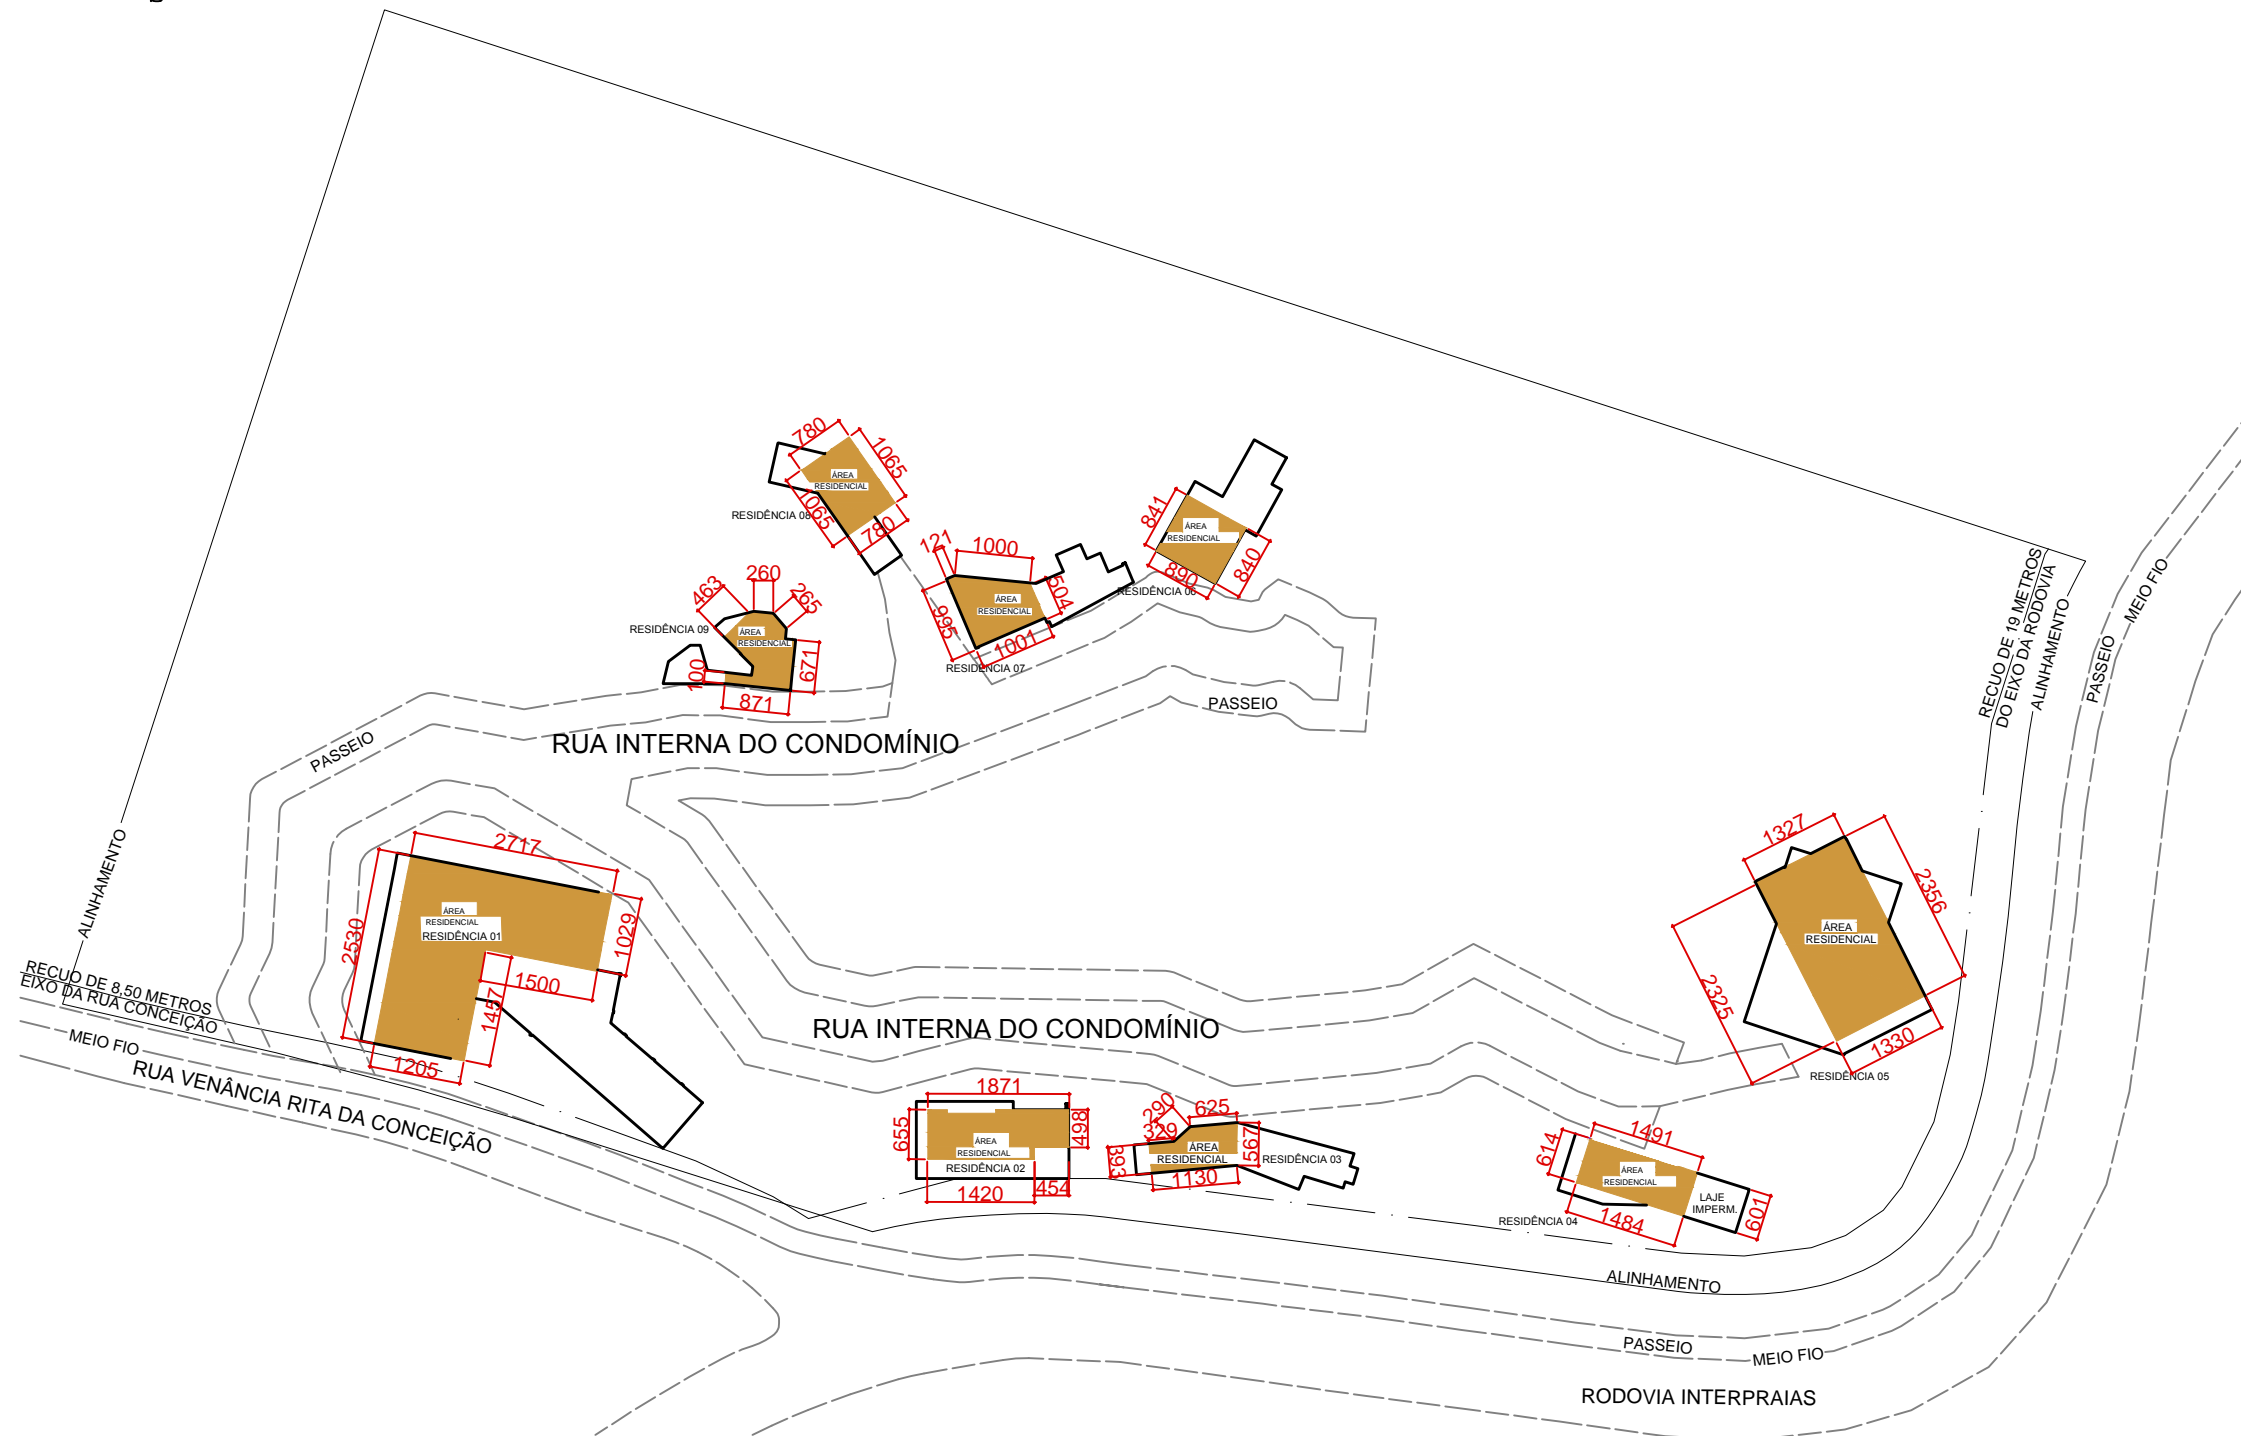 780
1065
ÁREA
RESIDENCIAL
RESIDÊNCIA 08
1065
780
841
ÁREA
RESIDENCIAL
840
890
RESIDÊNCIA 06
121
1000
504
ÁREA
RESIDENCIAL
995
1001
RESIDÊNCIA 07
463
260
265
RESIDÊNCIA 09
ÁREA
RESIDENCIAL
100
671
871
PASSEIO
RUA INTERNA DO CONDOMÍNIO
PASSEIO
RECUO DE 19 METROS
DO EIXO DA RODOVIA
ALINHAMENTO
PASSEIO
MEIO FIO
ALINHAMENTO
2717
ÁREA
RESIDENCIAL
RESIDÊNCIA 01
2530
1029
1500
1457
1205
RECUO DE 8,50 METROS
EIXO DA RUA CONCEIÇÃO
MEIO FIO
RUA VENÂNCIA RITA DA CONCEIÇÃO
RUA INTERNA DO CONDOMÍNIO
1327
2356
ÁREA
RESIDENCIAL
2325
1330
RESIDÊNCIA 05
1871
655
498
ÁREA
RESIDENCIAL
RESIDÊNCIA 02
1420
454
290
625
329
393
ÁREA
RESIDENCIAL
567
RESIDÊNCIA 03
1130
614
1491
ÁREA
RESIDENCIAL
LAJE
IMPERM.
601
1484
RESIDÊNCIA 04
ALINHAMENTO
PASSEIO
MEIO FIO
RODOVIA INTERPRAIAS